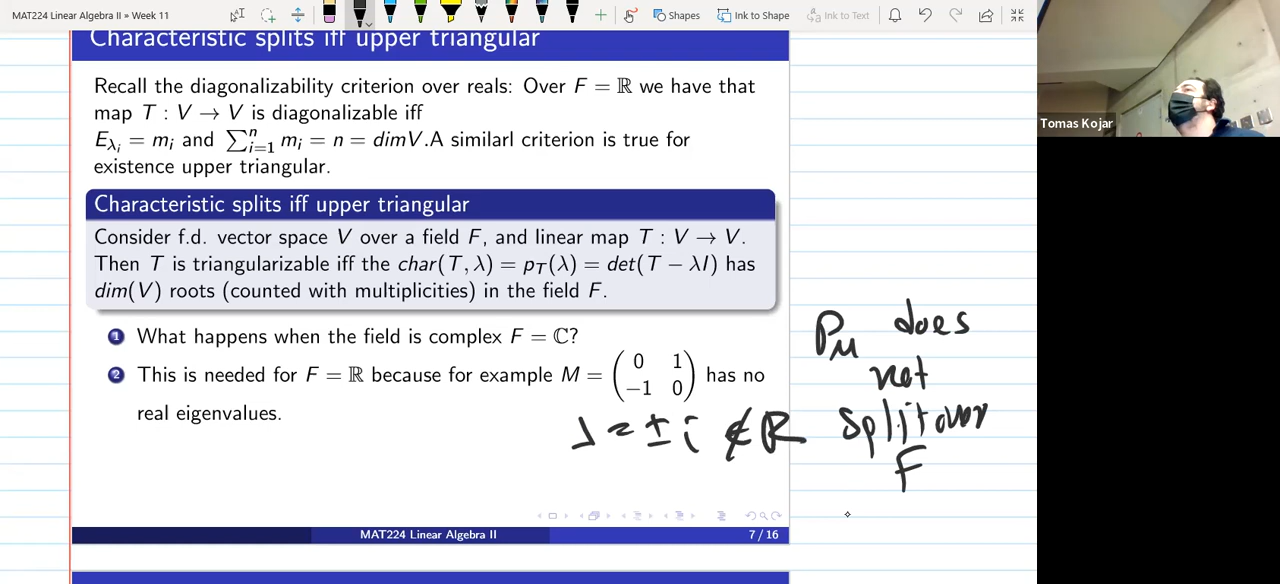 MAT224 Linear Algebra II » Week 11
Shapes
Ink to Shape
Ink to Text
Characteristic splits iff upper triangular
Recall the diagonalizability criterion over reals: Over F = ℝ we have that
map T : V → V is diagonalizable iff
E_{λ_i} = m_i and ∑_{i=1}^{n} m_i = n = dimV.A similarl criterion is true for
existence upper triangular.
Characteristic splits iff upper triangular
Consider f.d. vector space V over a field F, and linear map T : V → V.
Then T is triangularizable iff the char(T, λ) = p_T(λ) = det(T − λI) has
dim(V) roots (counted with multiplicities) in the field F.
1 What happens when the field is complex F = ℂ?
2 This is needed for F = ℝ because for example M = (0 1
−1 0) has no
real eigenvalues.
λ = ± i ∉ ℝ
P_M does
not
split over
F
MAT224 Linear Algebra II
7 / 16
Tomas Kojar